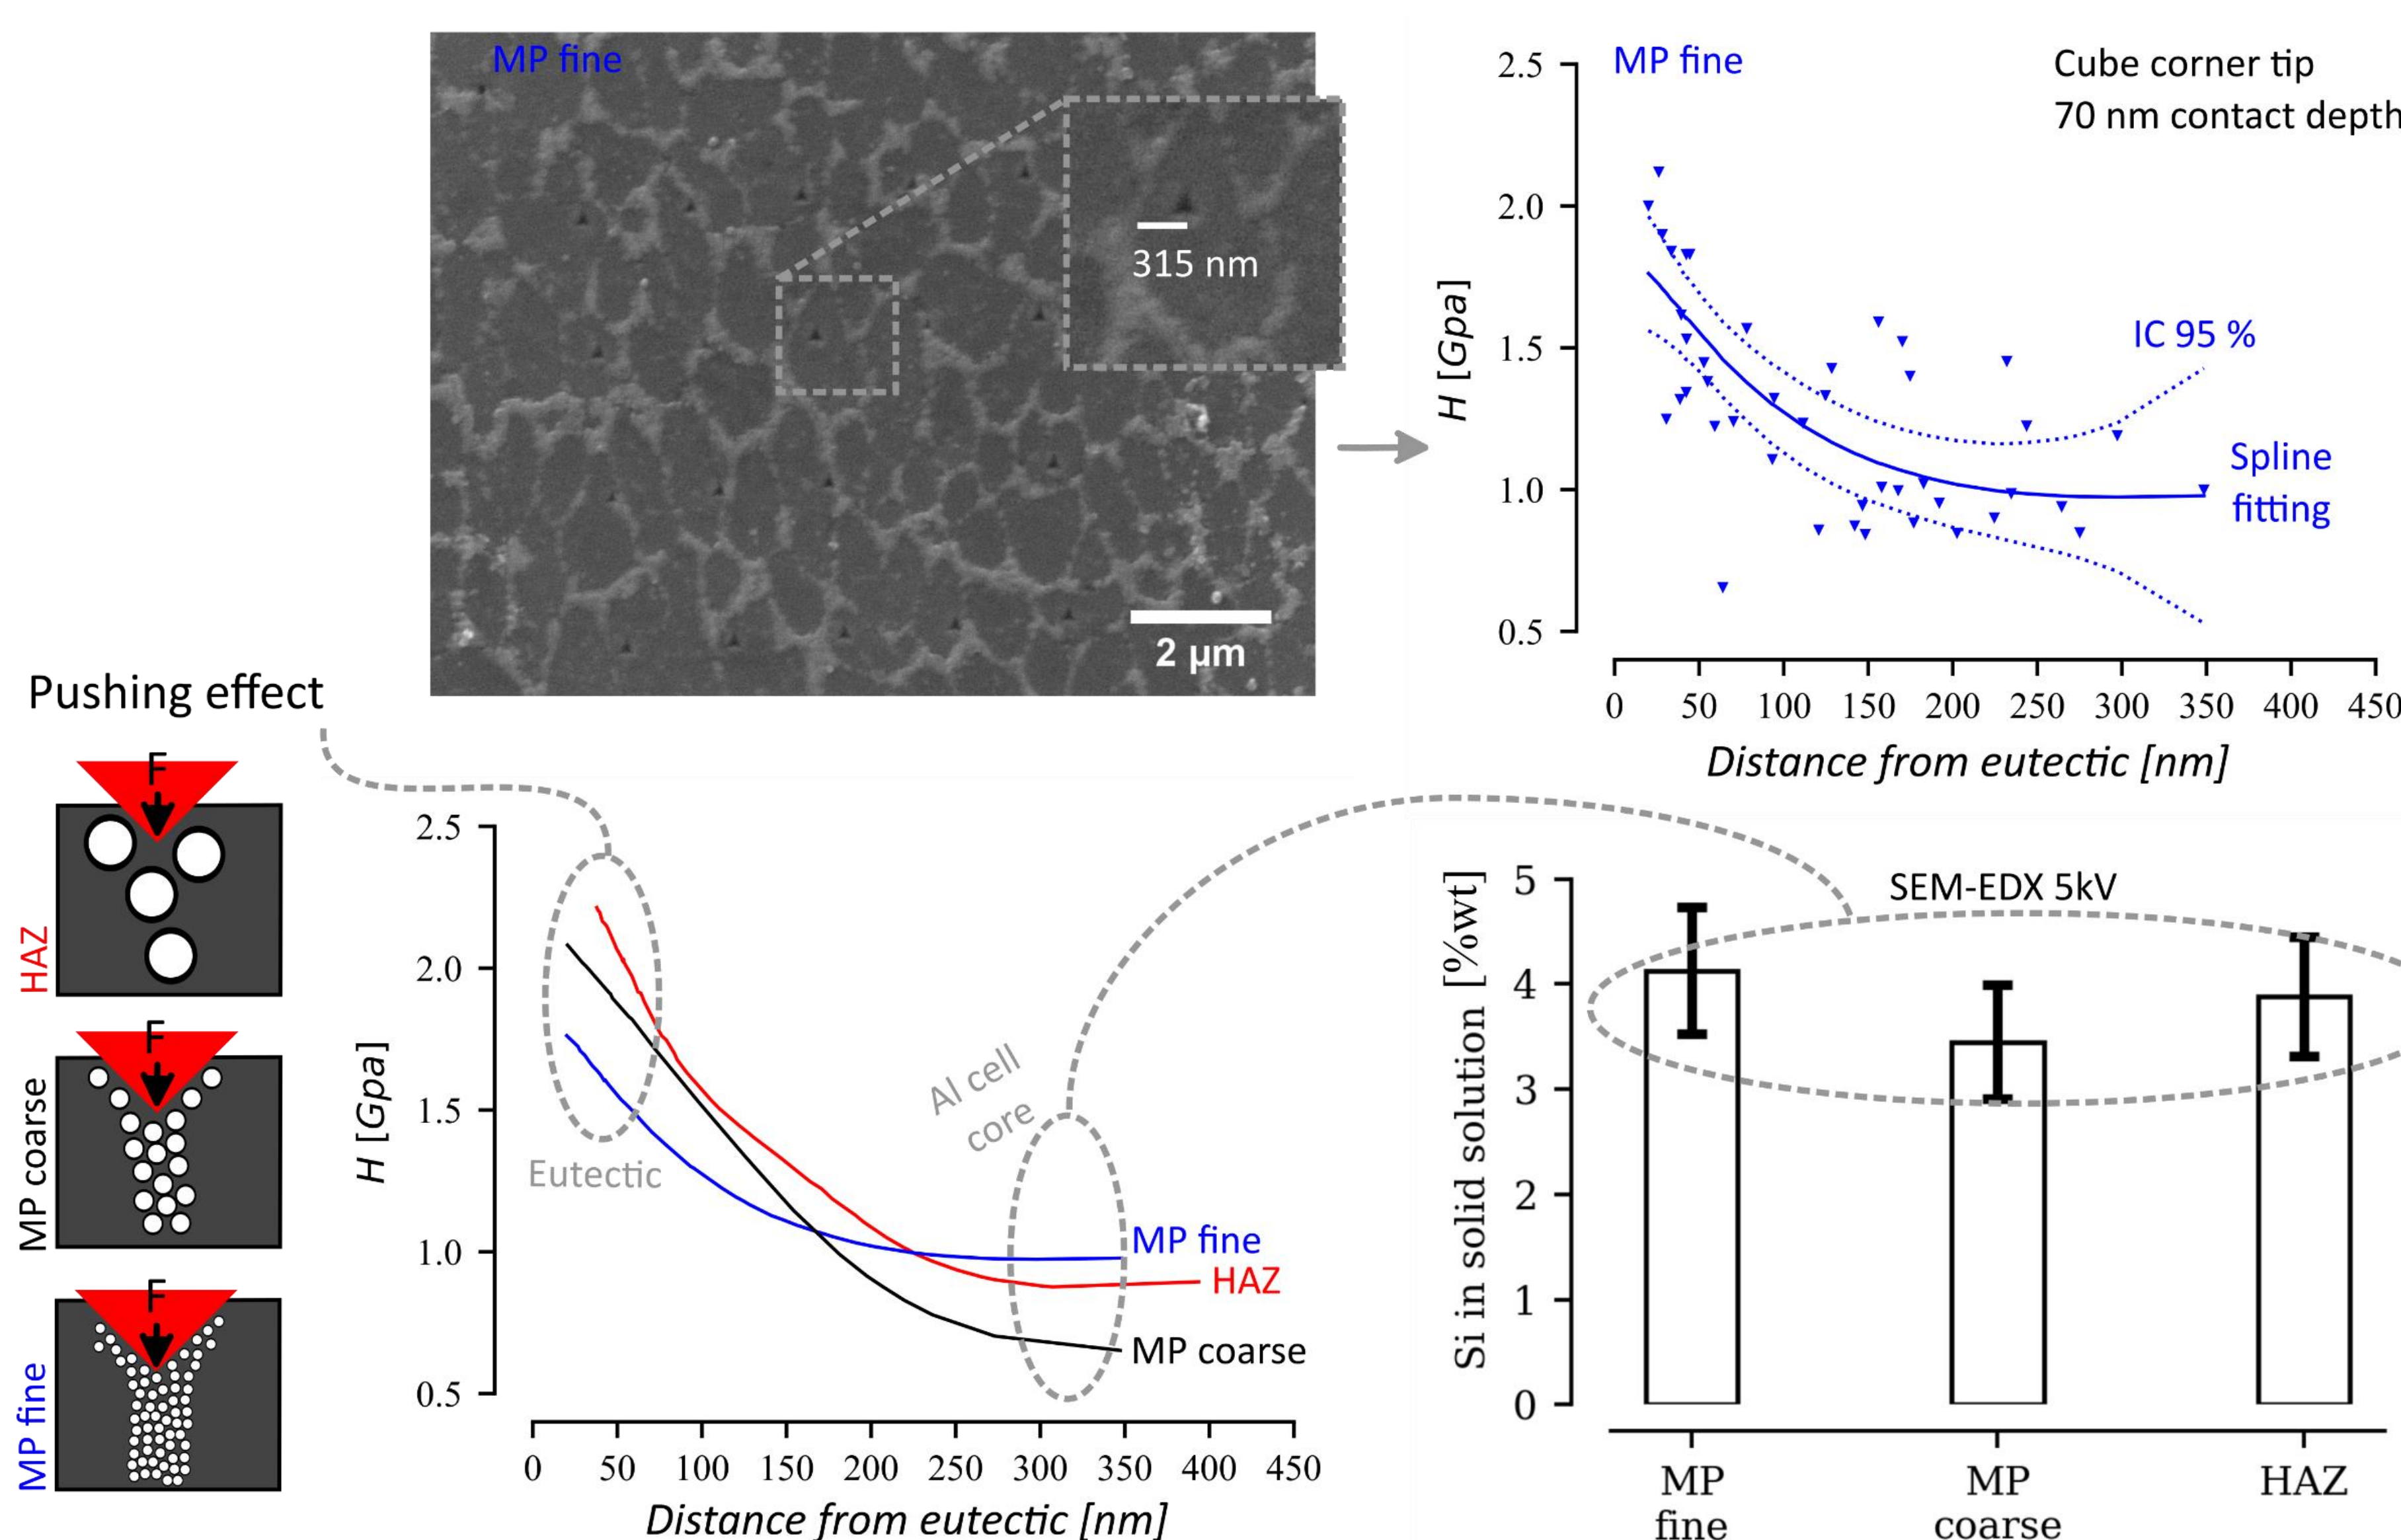 MP fine
315 nm
2 µm
MP fine
Cube corner tip
70 nm contact depth
2.5
2.0
1.5
1.0
0.5
H [Gpa]
IC 95 %
Spline
fitting
0 50 100 150 200 250 300 350 400 450
Distance from eutectic [nm]
Pushing effect
F
HAZ
F
MP coarse
F
MP fine
2.5
2.0
1.5
1.0
0.5
H [Gpa]
Eutectic
Al cell
core
MP fine
HAZ
MP coarse
0 50 100 150 200 250 300 350 400 450
Distance from eutectic [nm]
SEM-EDX 5kV
Si in solid solution [%wt]
5
4
3
2
1
0
MP
fine
MP
coarse
HAZ